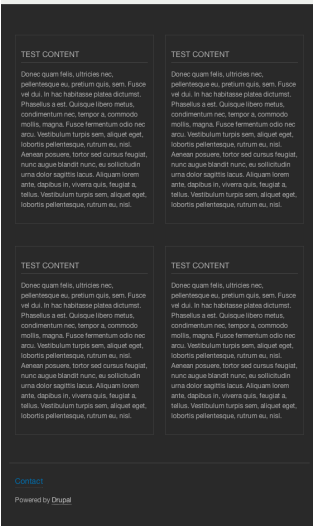 TEST CONTENT
Donec quam felis, ultricies nec,
pellentesque eu, pretium quis, sem. Fusce
vel dui. In hac habitasse platea dictumst.
Phasellus a est. Quisque libero metus,
condimentum nec, tempor a, commodo
mollis, magna. Fusce fermentum odio nec
arcu. Vestibulum turpis sem, aliquet eget,
lobortis pellentesque, rutrum eu, nisl.
Aenean posuere, tortor sed cursus feugiat,
nunc augue blandit nunc, eu sollicitudin
urna dolor sagittis lacus. Aliquam lorem
ante, dapibus in, viverra quis, feugiat a,
tellus. Vestibulum turpis sem, aliquet eget,
lobortis pellentesque, rutrum eu, nisl.
TEST CONTENT
Donec quam felis, ultricies nec,
pellentesque eu, pretium quis, sem. Fusce
vel dui. In hac habitasse platea dictumst.
Phasellus a est. Quisque libero metus,
condimentum nec, tempor a, commodo
mollis, magna. Fusce fermentum odio nec
arcu. Vestibulum turpis sem, aliquet eget,
lobortis pellentesque, rutrum eu, nisl.
Aenean posuere, tortor sed cursus feugiat,
nunc augue blandit nunc, eu sollicitudin
urna dolor sagittis lacus. Aliquam lorem
ante, dapibus in, viverra quis, feugiat a,
tellus. Vestibulum turpis sem, aliquet eget,
lobortis pellentesque, rutrum eu, nisl.
TEST CONTENT
Donec quam felis, ultricies nec,
pellentesque eu, pretium quis, sem. Fusce
vel dui. In hac habitasse platea dictumst.
Phasellus a est. Quisque libero metus,
condimentum nec, tempor a, commodo
mollis, magna. Fusce fermentum odio nec
arcu. Vestibulum turpis sem, aliquet eget,
lobortis pellentesque, rutrum eu, nisl.
Aenean posuere, tortor sed cursus feugiat,
nunc augue blandit nunc, eu sollicitudin
urna dolor sagittis lacus. Aliquam lorem
ante, dapibus in, viverra quis, feugiat a,
tellus. Vestibulum turpis sem, aliquet eget,
lobortis pellentesque, rutrum eu, nisl.
TEST CONTENT
Donec quam felis, ultricies nec,
pellentesque eu, pretium quis, sem. Fusce
vel dui. In hac habitasse platea dictumst.
Phasellus a est. Quisque libero metus,
condimentum nec, tempor a, commodo
mollis, magna. Fusce fermentum odio nec
arcu. Vestibulum turpis sem, aliquet eget,
lobortis pellentesque, rutrum eu, nisl.
Aenean posuere, tortor sed cursus feugiat,
nunc augue blandit nunc, eu sollicitudin
urna dolor sagittis lacus. Aliquam lorem
ante, dapibus in, viverra quis, feugiat a,
tellus. Vestibulum turpis sem, aliquet eget,
lobortis pellentesque, rutrum eu, nisl.
Contact
Powered by Drupal